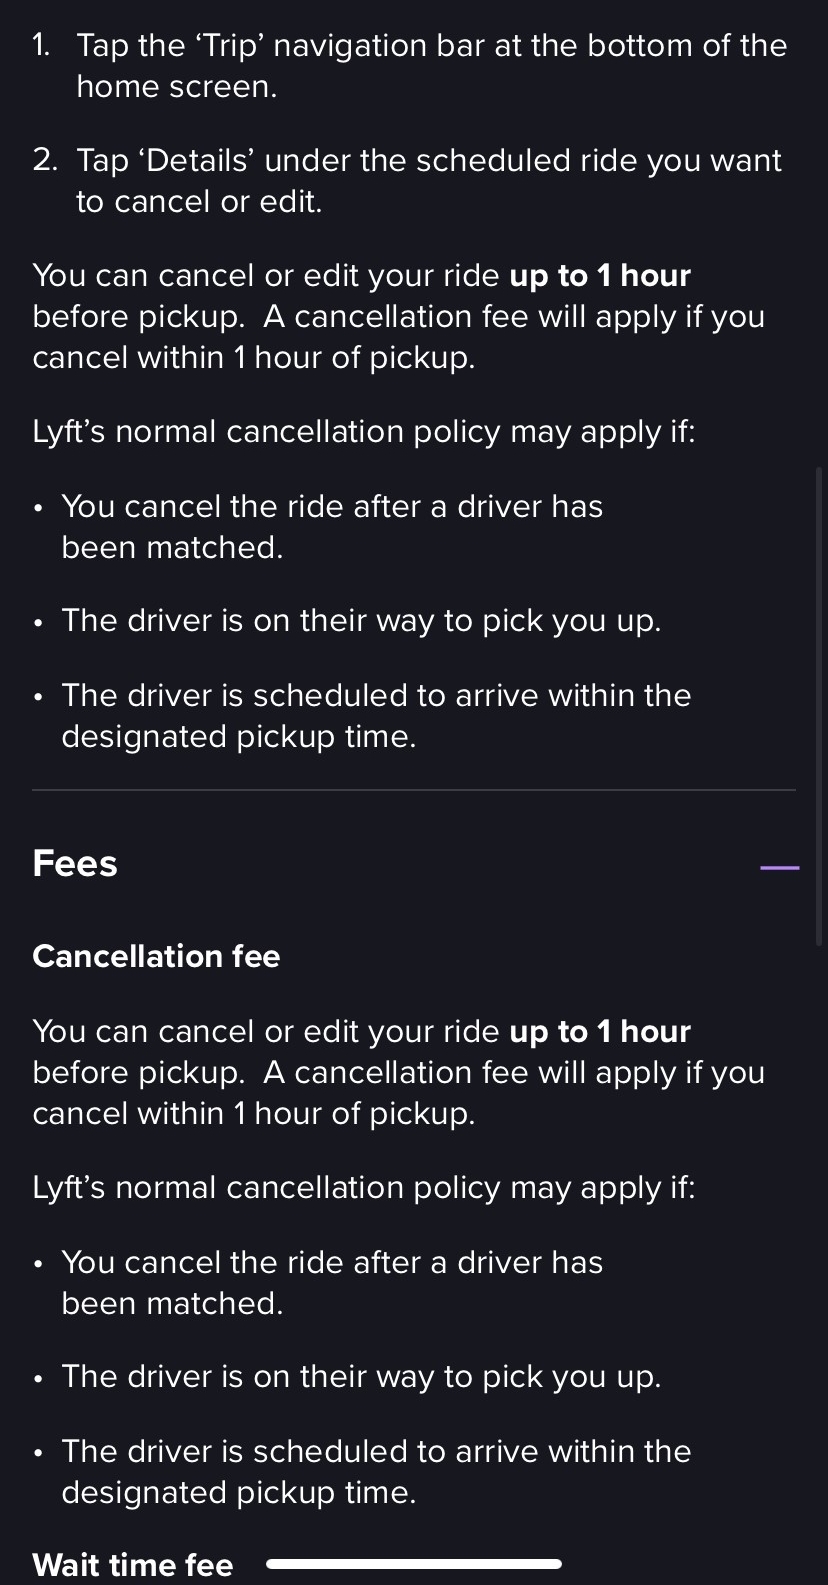 1. Tap the ‘Trip’ navigation bar at the bottom of the
home screen.
2. Tap ‘Details’ under the scheduled ride you want
to cancel or edit.
You can cancel or edit your ride up to 1 hour
before pickup.  A cancellation fee will apply if you
cancel within 1 hour of pickup.
Lyft’s normal cancellation policy may apply if:
• You cancel the ride after a driver has
been matched.
• The driver is on their way to pick you up.
• The driver is scheduled to arrive within the
designated pickup time.
Fees
Cancellation fee
You can cancel or edit your ride up to 1 hour
before pickup.  A cancellation fee will apply if you
cancel within 1 hour of pickup.
Lyft’s normal cancellation policy may apply if:
• You cancel the ride after a driver has
been matched.
• The driver is on their way to pick you up.
• The driver is scheduled to arrive within the
designated pickup time.
Wait time fee